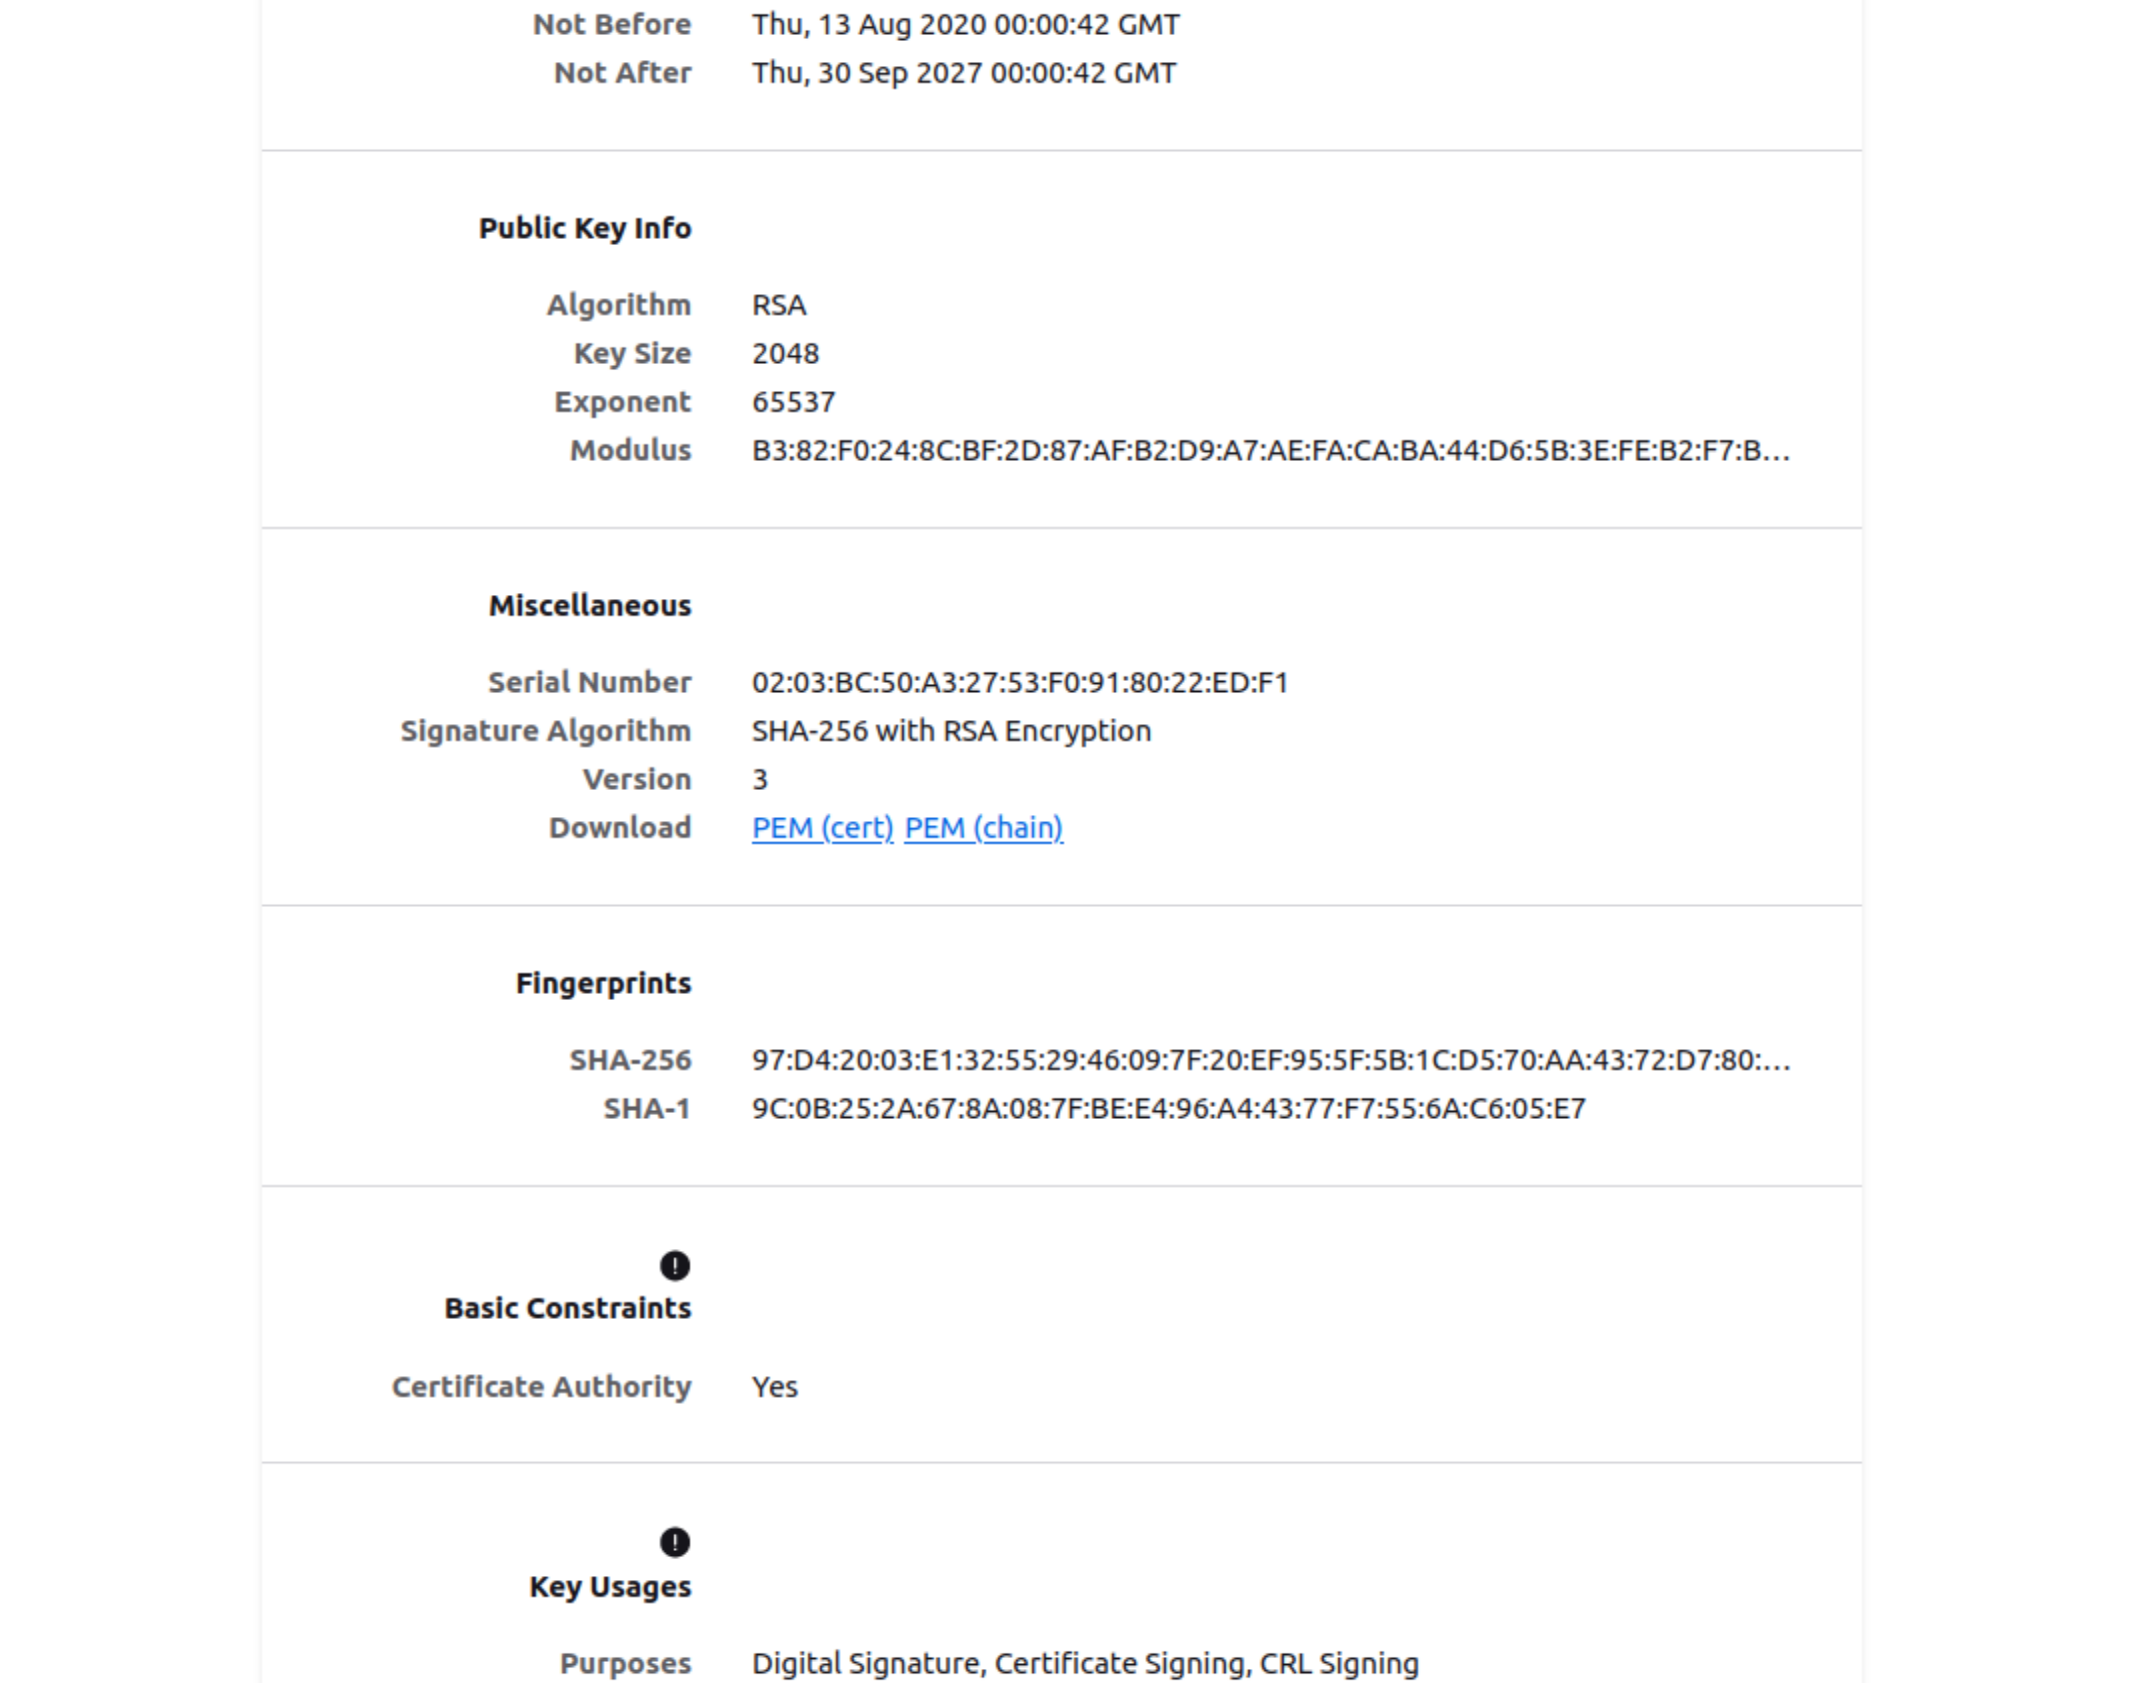 Not Before Thu, 13 Aug 2020 00:00:42 GMT
Not After Thu, 30 Sep 2027 00:00:42 GMT
Public Key Info
Algorithm RSA
Key Size 2048
Exponent 65537
Modulus B3:82:F0:24:8C:BF:2D:87:AF:B2:D9:A7:AE:FA:CA:BA:44:D6:5B:3E:FE:B2:F7:B…
Miscellaneous
Serial Number 02:03:BC:50:A3:27:53:F0:91:80:22:ED:F1
Signature Algorithm SHA-256 with RSA Encryption
Version 3
Download PEM (cert) PEM (chain)
Fingerprints
SHA-256 97:D4:20:03:E1:32:55:29:46:09:7F:20:EF:95:5F:5B:1C:D5:70:AA:43:72:D7:80:…
SHA-1 9C:0B:25:2A:67:8A:08:7F:BE:E4:96:A4:43:77:F7:55:6A:C6:05:E7
Basic Constraints
Certificate Authority Yes
Key Usages
Purposes Digital Signature, Certificate Signing, CRL Signing